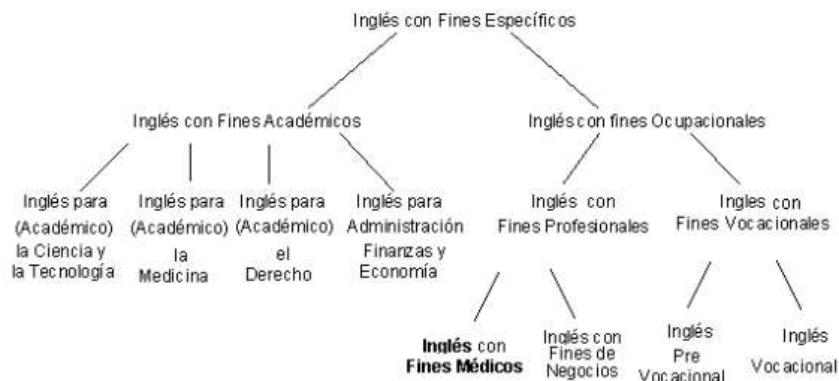 Inglés con Fines Específicos
Inglés con Fines Académicos
Inglés con fines Ocupacionales
Inglés para
(Académico)
la Ciencia y
la Tecnología
Inglés para
(Académico)
la
Medicina
Inglés para
(Académico)
el
Derecho
Inglés para
Administración
Finanzas y
Economía
Inglés con
Fines Profesionales
Ingles con
Fines Vocacionales
Inglés con
Fines Médicos
Inglés con
Fines de
Negocios
Inglés
Pre
Vocacional
Inglés
Vocacional